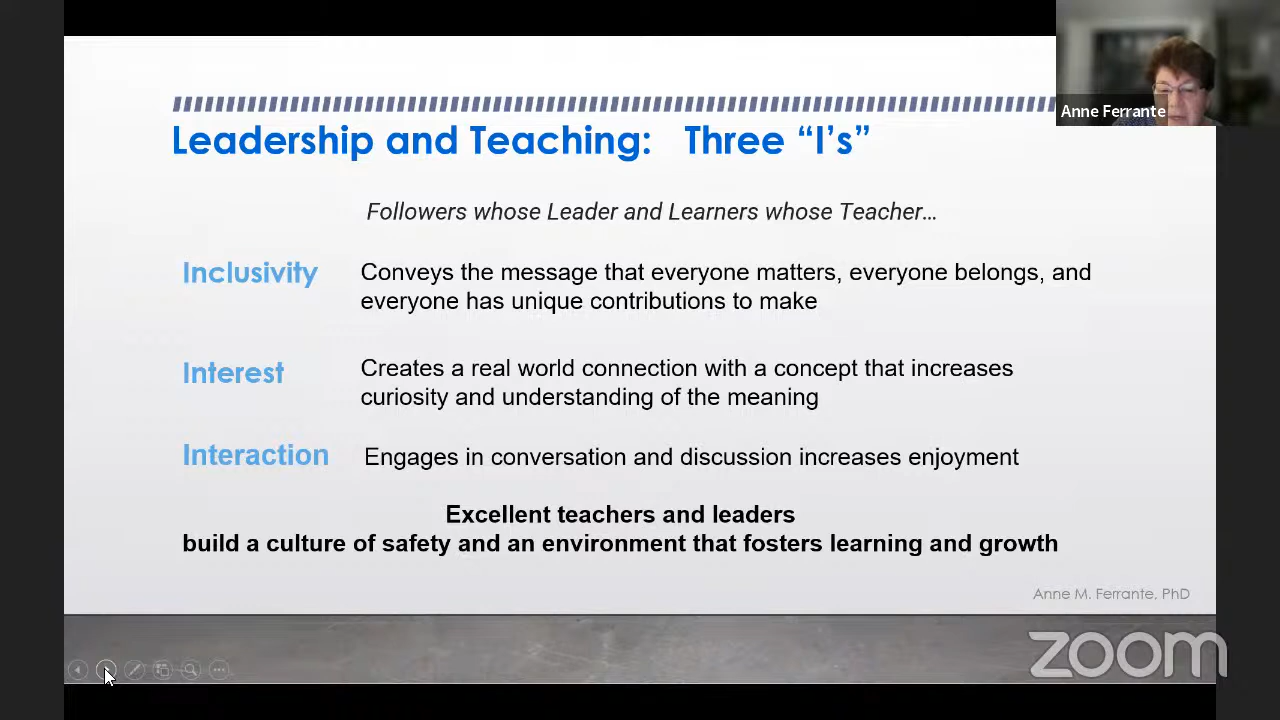 Anne Ferrante
Leadership and Teaching: Three “I’s”
Followers whose Leader and Learners whose Teacher…
Inclusivity
Conveys the message that everyone matters, everyone belongs, and
everyone has unique contributions to make
Interest
Creates a real world connection with a concept that increases
curiosity and understanding of the meaning
Interaction
Engages in conversation and discussion increases enjoyment
Excellent teachers and leaders
build a culture of safety and an environment that fosters learning and growth
Anne M. Ferrante, PhD
zoom